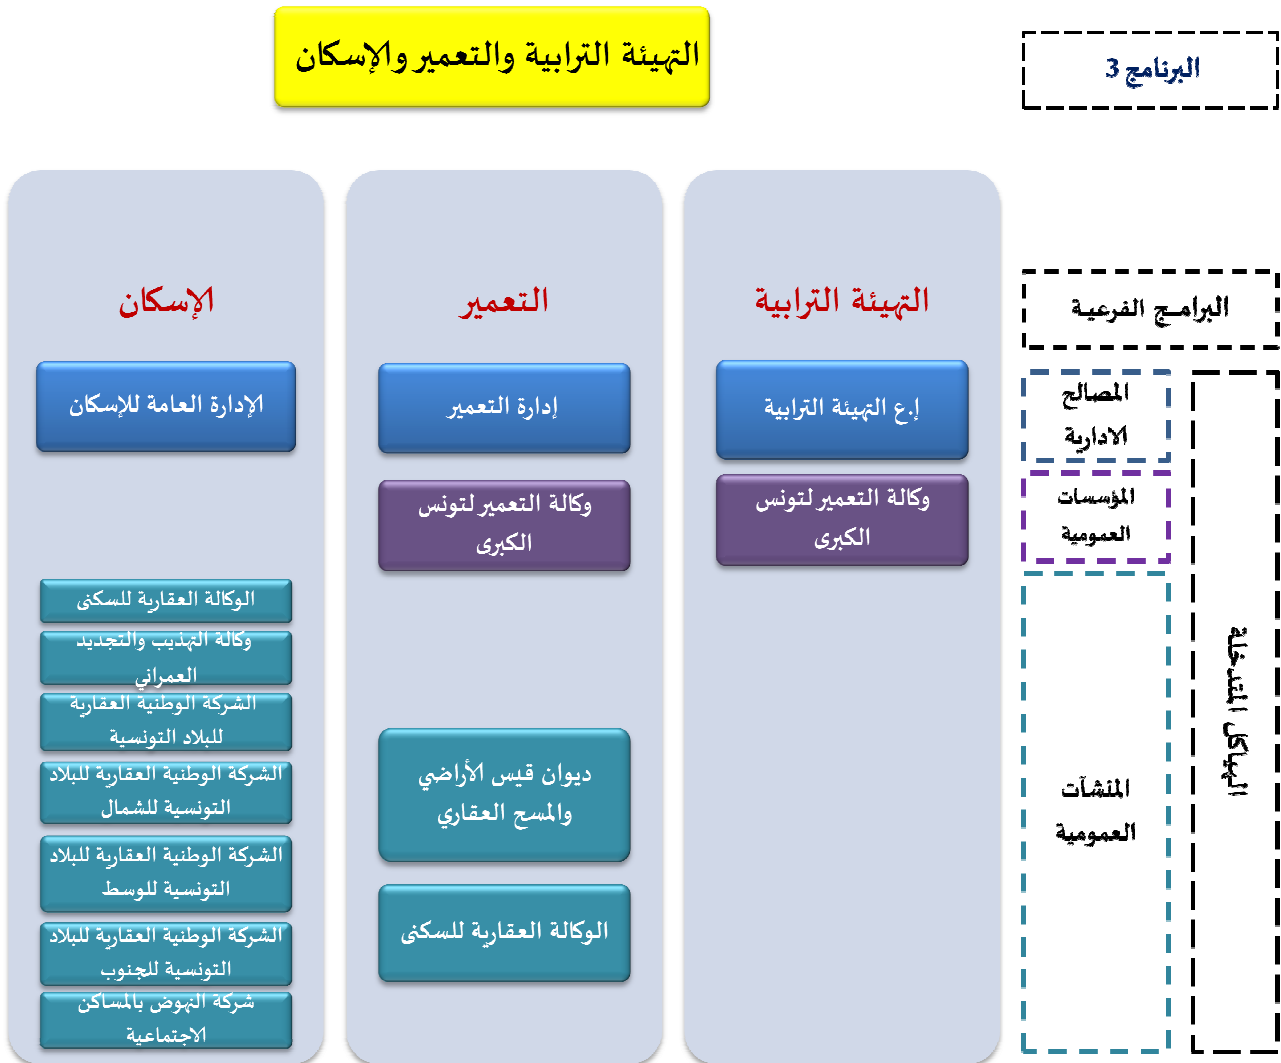 البرنامج 3
التهيئة الترابية والتعمير والإسكان
البرامج الفرعية
التهيئة الترابية
التعمير
الإسكان
الهياكل المتدخلة
المصالح
الادارية
إ.ع التهيئة الترابية
إدارة التعمير
الإدارة العامة للإسكان
المؤسسات
العمومية
وكالة التعمير لتونس
الكبرى
وكالة التعمير لتونس
الكبرى
المنشآت
العمومية
ديوان قيس الأراضي
والمسح العقاري
الوكالة العقارية للسكنى
الوكالة العقارية للسكنى
وكالة التهذيب والتجديد
العمراني
الشركة الوطنية العقارية
للبلاد التونسية
الشركة الوطنية العقارية للبلاد
التونسية للشمال
الشركة الوطنية العقارية للبلاد
التونسية للوسط
الشركة الوطنية العقارية للبلاد
التونسية للجنوب
شركة النهوض بالمساكن
الاجتماعية